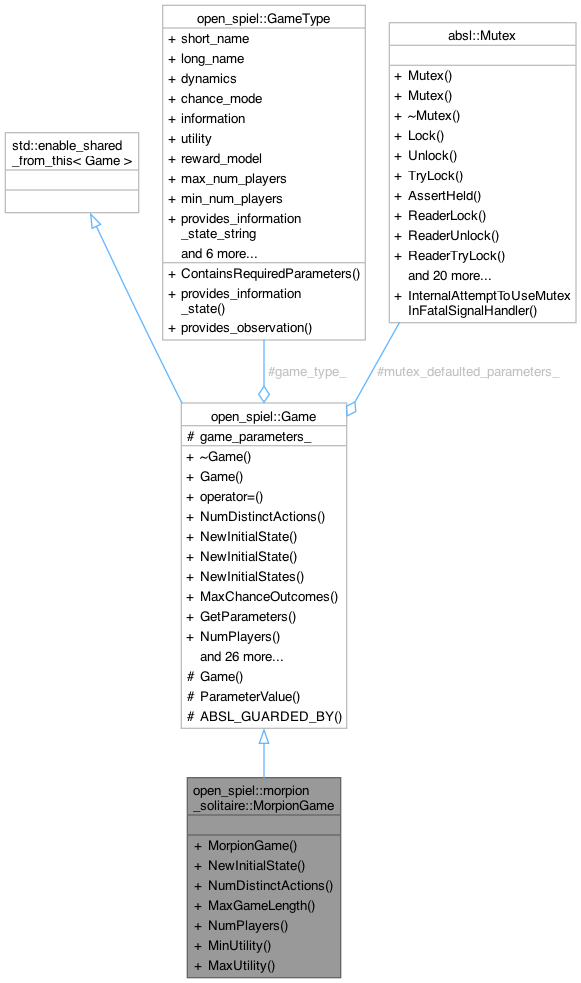 open_spiel::GameType
+ short_name
+ long_name
+ dynamics
+ chance_mode
+ information
+ utility
+ reward_model
+ max_num_players
+ min_num_players
+ provides_information
_state_string
and 6 more...
+ ContainsRequiredParameters()
+ provides_information
_state()
+ provides_observation()
absl::Mutex
+ Mutex()
+ Mutex()
+ ~Mutex()
+ Lock()
+ Unlock()
+ TryLock()
+ AssertHeld()
+ ReaderLock()
+ ReaderUnlock()
+ ReaderTryLock()
and 20 more...
+ InternalAttemptToUseMutex
InFatalSignalHandler()
std::enable_shared
_from_this< Game >
#game_type_
#mutex_defaulted_parameters_
open_spiel::Game
# game_parameters_
+ ~Game()
+ Game()
+ operator=()
+ NumDistinctActions()
+ NewInitialState()
+ NewInitialState()
+ NewInitialStates()
+ MaxChanceOutcomes()
+ GetParameters()
+ NumPlayers()
and 26 more...
# Game()
# ParameterValue()
# ABSL_GUARDED_BY()
open_spiel::morpion
_solitaire::MorpionGame
+ MorpionGame()
+ NewInitialState()
+ NumDistinctActions()
+ MaxGameLength()
+ NumPlayers()
+ MinUtility()
+ MaxUtility()